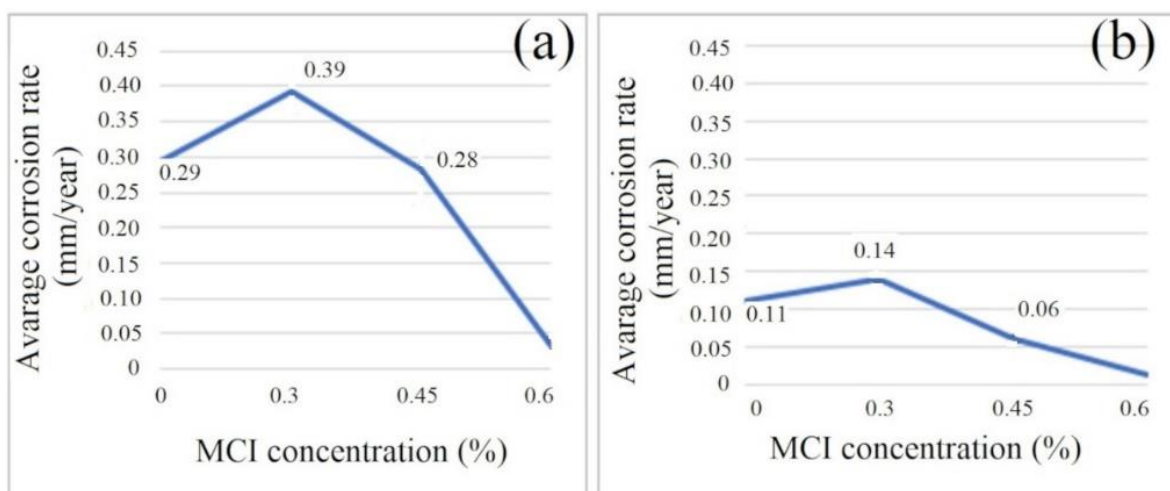 (a)
Avarage corrosion rate
(mm/year)
0.45
0.40
0.35
0.30
0.25
0.20
0.15
0.10
0.05
0
0.29
0.39
0.28
0 0.3 0.45 0.6
MCI concentration (%)
(b)
Avarage corrosion rate
(mm/year)
0.45
0.40
0.35
0.30
0.25
0.20
0.15
0.10
0.05
0
0.11
0.14
0.06
0 0.3 0.45 0.6
MCI concentration (%)